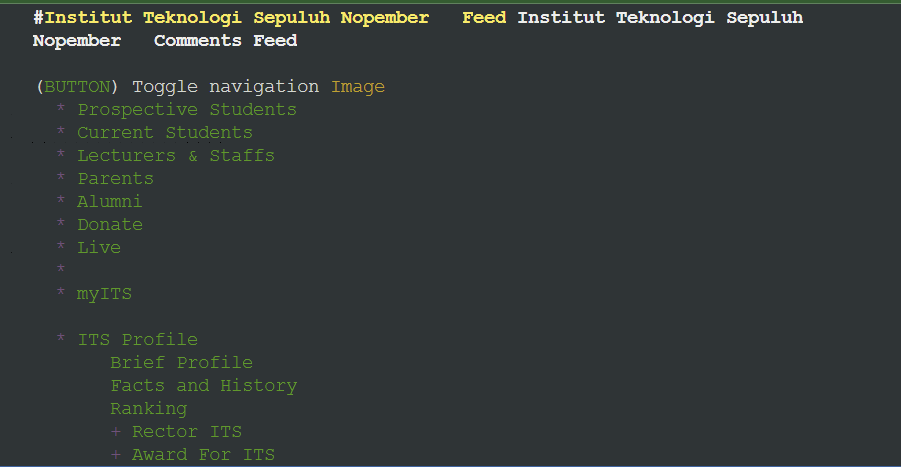 #Institut Teknologi Sepuluh Nopember   Feed Institut Teknologi Sepuluh
Nopember   Comments Feed
(BUTTON) Toggle navigation Image
* Prospective Students
* Current Students
* Lecturers & Staffs
* Parents
* Alumni
* Donate
* Live
*
* myITS
* ITS Profile
Brief Profile
Facts and History
Ranking
+ Rector ITS
+ Award For ITS